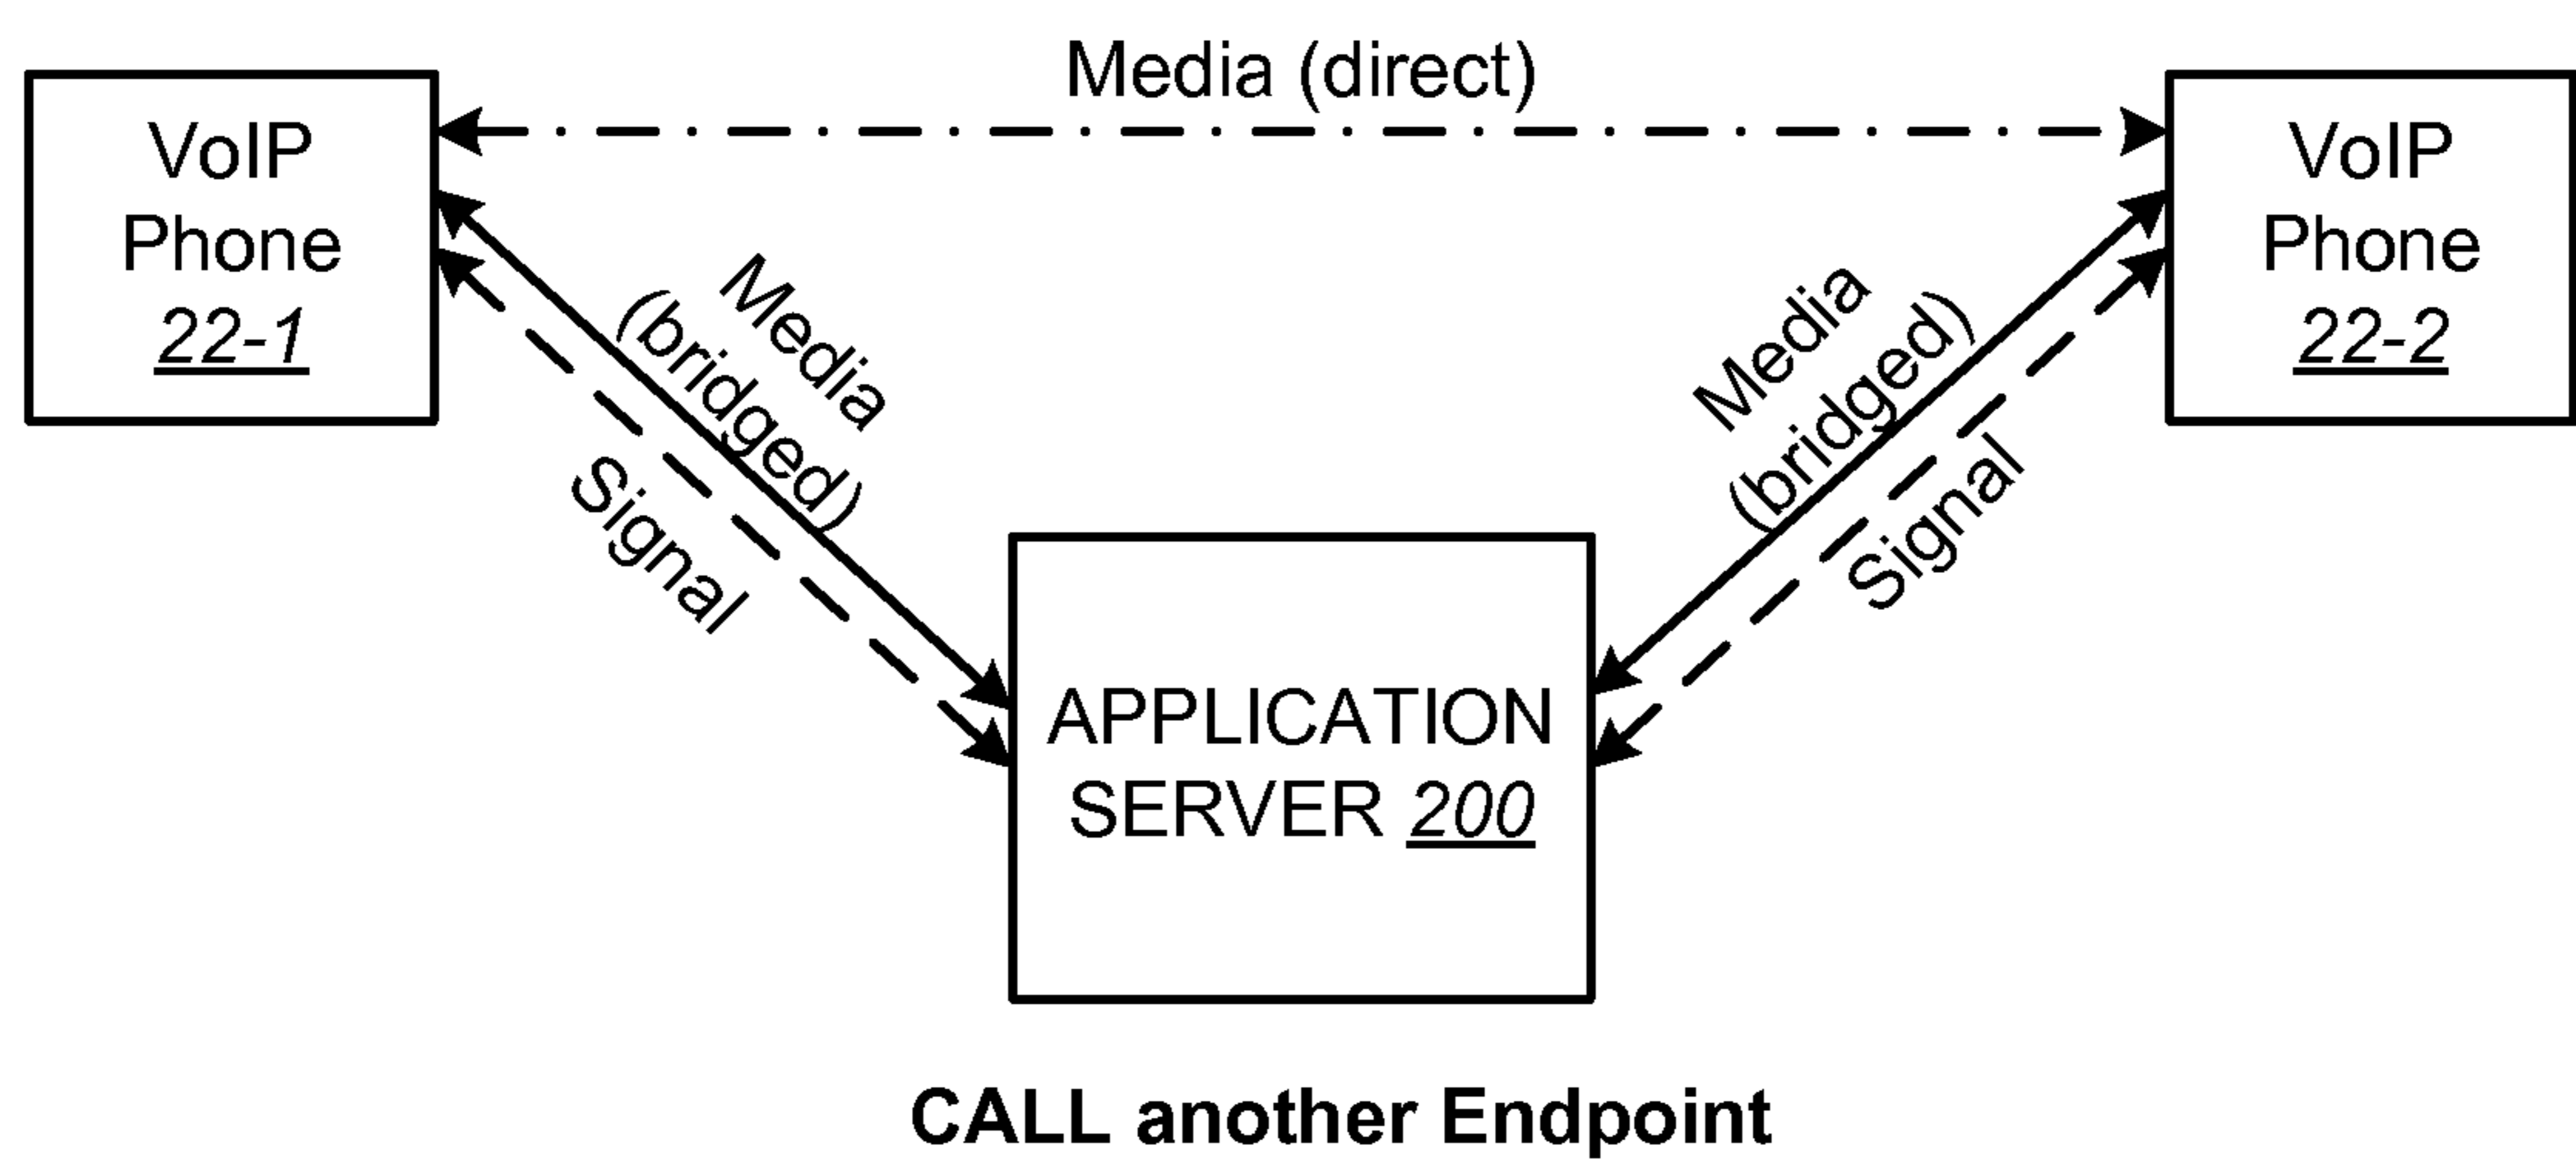 Media (direct)
VoIP
Phone
22-1
VoIP
Phone
22-2
Media
(bridged)
Signal
Media
(bridged)
Signal
APPLICATION
SERVER 200
CALL another Endpoint